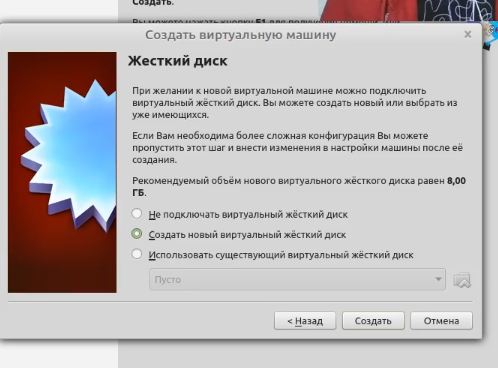 Создать.
Создать виртуальную машину
Жесткий диск
При желании к новой виртуальной машине можно подключить
виртуальный жёсткий диск. Вы можете создать новый или выбрать из
уже имеющихся.
Если Вам необходима более сложная конфигурация Вы можете
пропустить этот шаг и внести изменения в настройки машины после её
создания.
Рекомендуемый объём нового виртуального жёсткого диска равен 8,00
ГБ.
Не подключать виртуальный жёсткий диск
Создать новый виртуальный жёсткий диск
Использовать существующий виртуальный жёсткий диск
Пусто
< Назад
Создать
Отмена